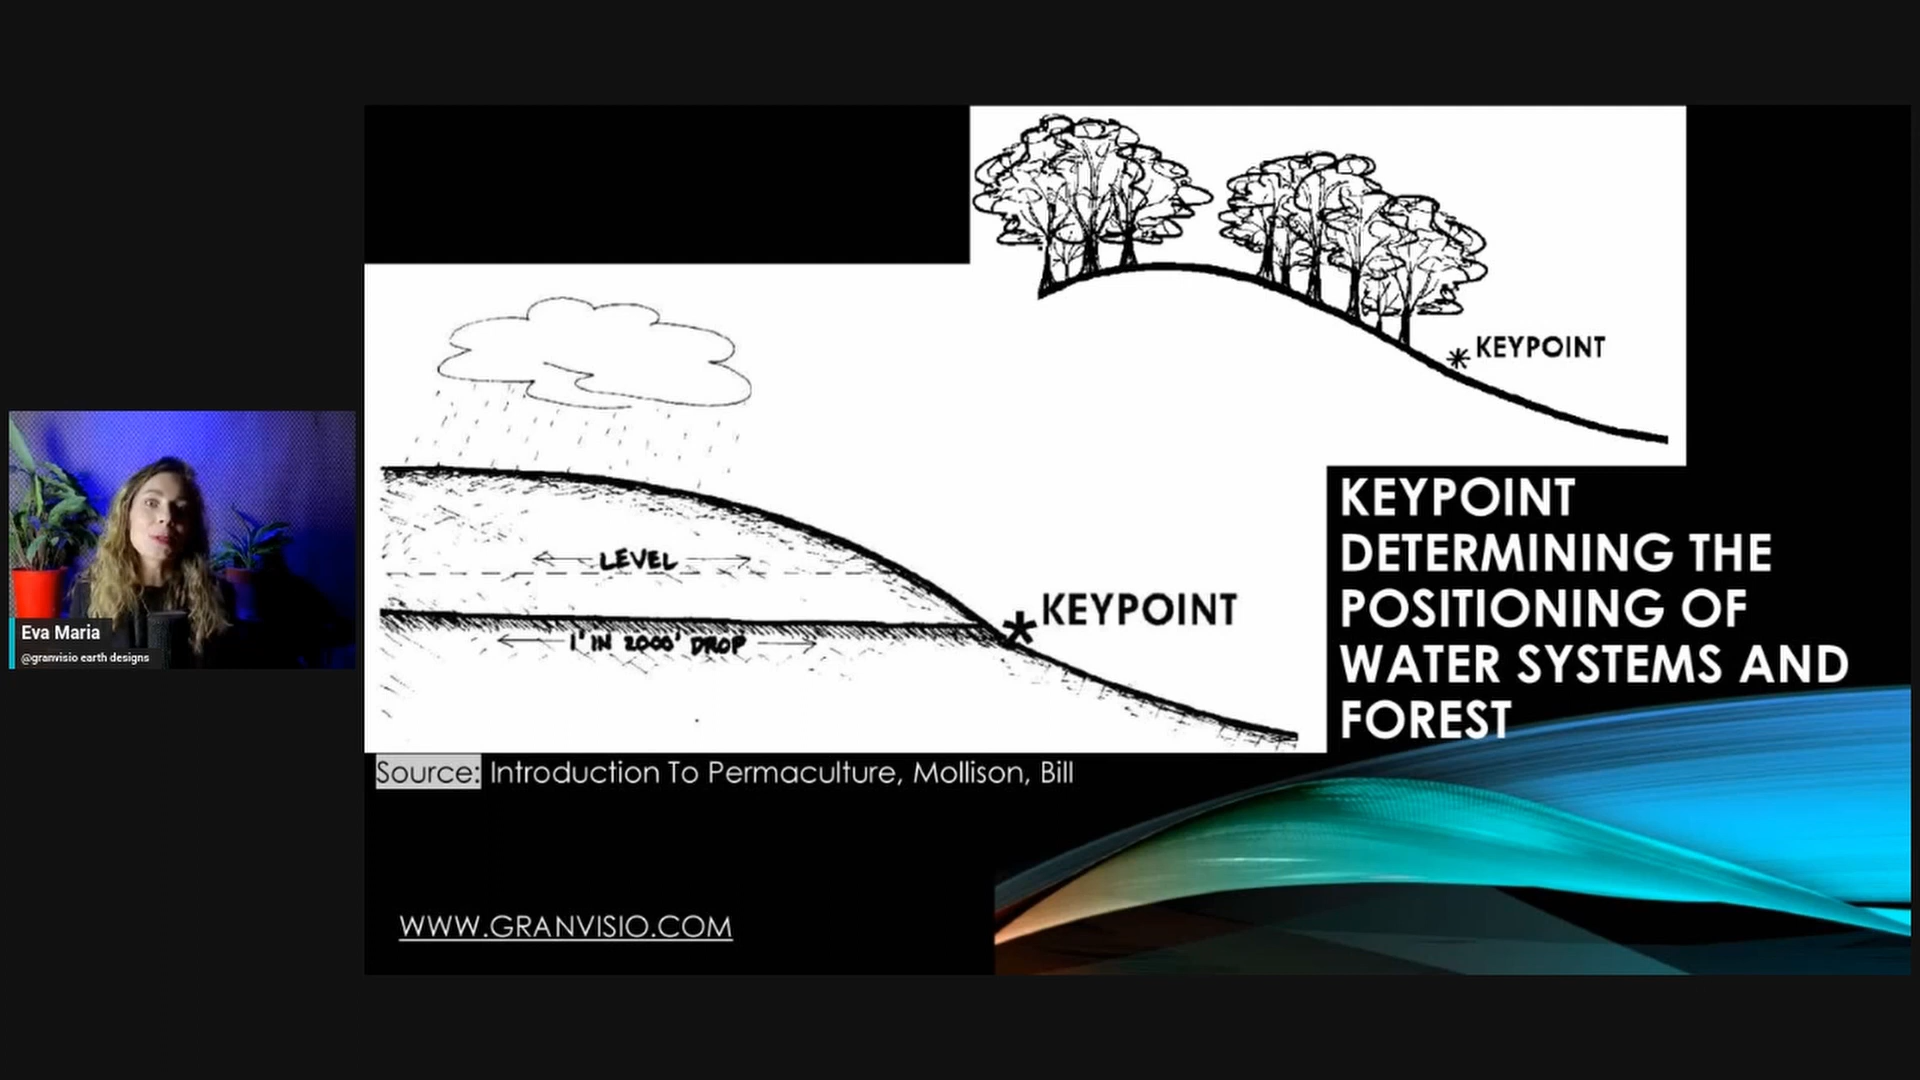 KEYPOINT
LEVEL
KEYPOINT
1' IN 2000' DROP
KEYPOINT
DETERMINING THE
POSITIONING OF
WATER SYSTEMS AND
FOREST
Source: Introduction To Permaculture, Mollison, Bill
WWW.GRANVISIO.COM
Eva Maria
@granvisio earth designs